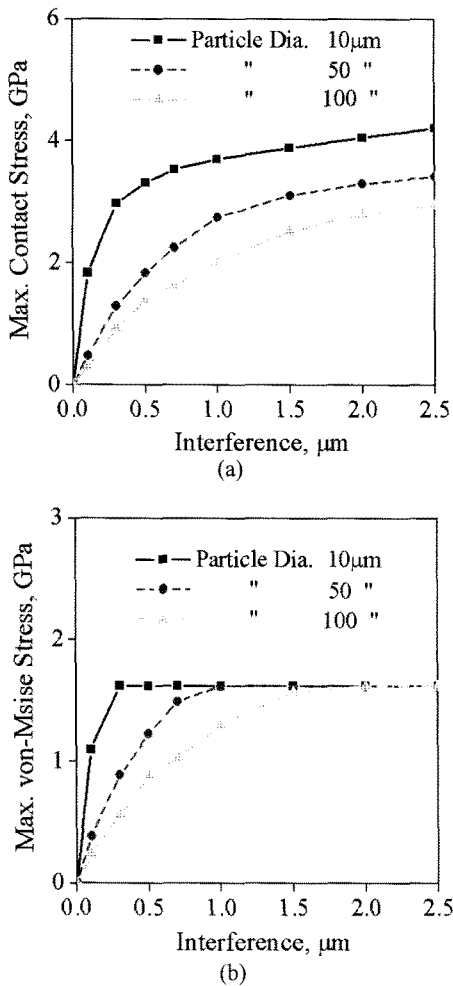 6
Particle Dia. 10μm
" 50 "
" 100 "
4
2
0
Max. Contact Stress, GPa
0.0 0.5 1.0 1.5 2.0 2.5
Interference, μm
(a)
3
Particle Dia. 10μm
" 50 "
" 100 "
2
1
0
Max. von-Msise Stress, GPa
0.0 0.5 1.0 1.5 2.0 2.5
Interference, μm
(b)